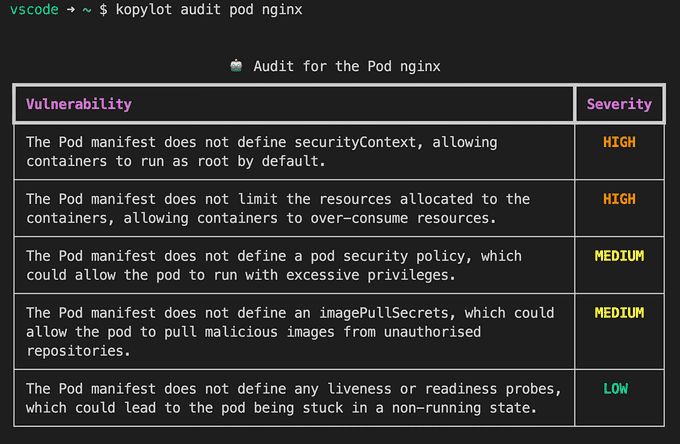 vscode → ~ $ kopylot audit pod nginx
Audit for the Pod nginx
Vulnerability Severity
The Pod manifest does not define securityContext, allowing HIGH
containers to run as root by default.
The Pod manifest does not limit the resources allocated to the HIGH
containers, allowing containers to over-consume resources.
The Pod manifest does not define a pod security policy, which MEDIUM
could allow the pod to run with excessive privileges.
The Pod manifest does not define an imagePullSecrets, which could MEDIUM
allow the pod to pull malicious images from unauthorised
repositories.
The Pod manifest does not define any liveness or readiness probes, LOW
which could lead to the pod being stuck in a non-running state.